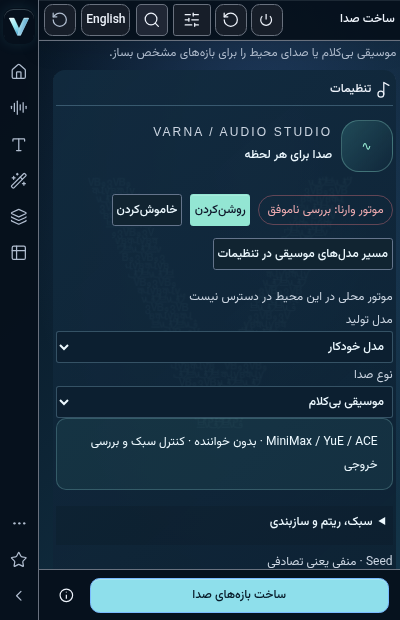 ساخت صدا
English
موسیقی بی‌کلام یا صدای محیط را برای بازه‌های مشخص بساز.
تنظیمات
VARNA / AUDIO STUDIO
صدا برای هر لحظه
موتور وارنا: بررسی ناموفق
روشن‌کردن
خاموش‌کردن
مسیر مدل‌های موسیقی در تنظیمات
موتور محلی در این محیط در دسترس نیست
مدل تولید
مدل خودکار
نوع صدا
موسیقی بی‌کلام
MiniMax / YuE / ACE · بدون خواننده · کنترل سبک و بررسی
خروجی
سبک، ریتم و سازبندی
Seed · منفی یعنی تصادفی
ساخت بازه‌های صدا